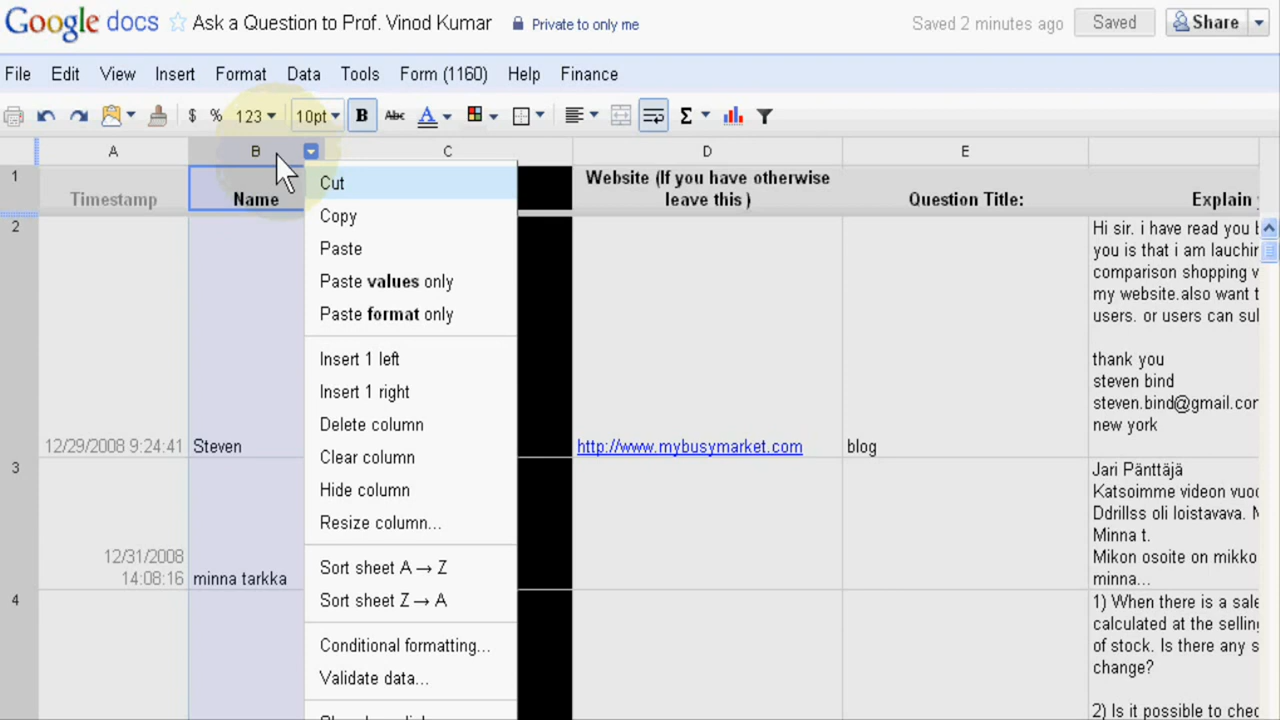 Google docs Ask a Question to Prof. Vinod Kumar Private to only me Saved 2 minutes ago Saved Share
File Edit View Insert Format Data Tools Form (1160) Help Finance
$ % 123 10pt B Abc A Σ
A B C D E
1 Timestamp Name Website (If you have otherwise leave this ) Question Title: Explain
Cut
Copy
Paste
Paste values only
Paste format only
Insert 1 left
Insert 1 right
Delete column
Clear column
Hide column
Resize column...
Sort sheet A → Z
Sort sheet Z → A
Conditional formatting...
Validate data...
2
12/29/2008 9:24:41 Steven http://www.mybusymarket.com blog
Hi sir. i have read you
you is that i am
comparison shopping
my website.also want
users. or users can
thank you
steven bind
steven.bind@gmail.com
new york
3
12/31/2008
14:08:16 minna tarkka
Jari Pänttäjä
Katsoimme videon
Ddrillss oli loistavava.
Minna t.
Mikon osoite on mikko
minna...
4
1) When there is a sale
calculated at the
of stock. Is there any
change?
2) Is it possible to